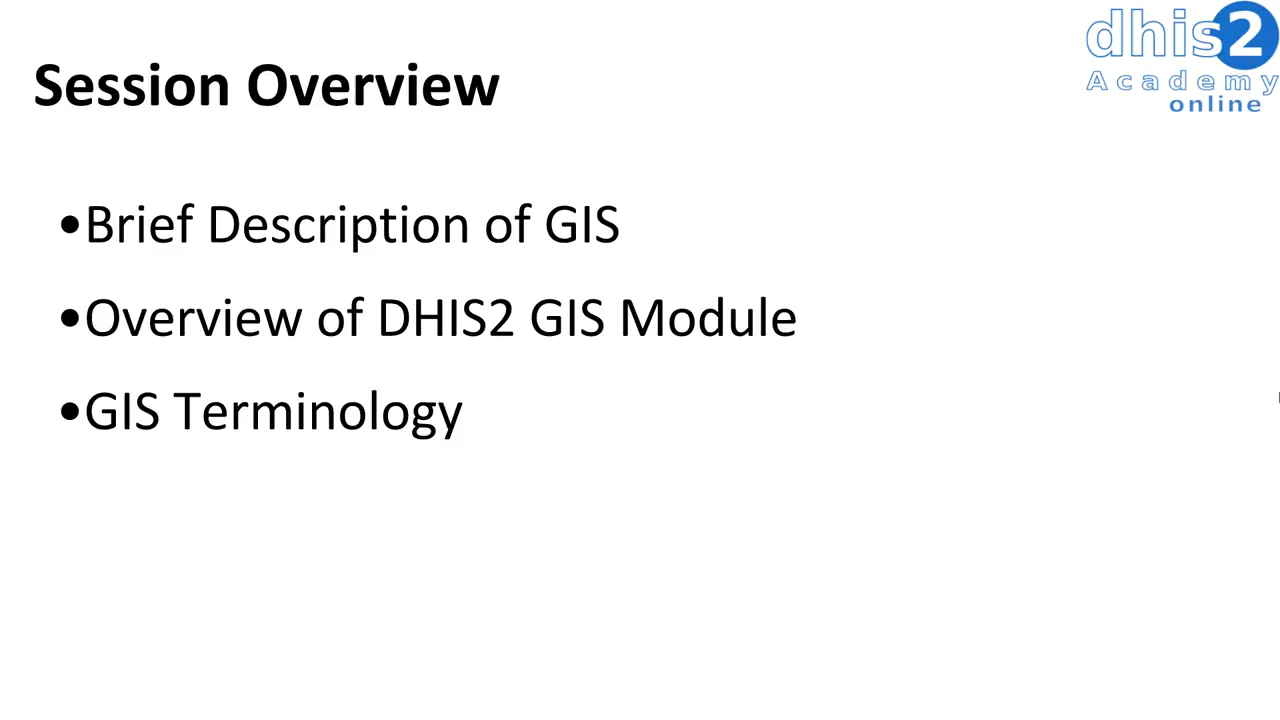 dhis2
Academy
online
Session Overview
•Brief Description of GIS
•Overview of DHIS2 GIS Module
•GIS Terminology